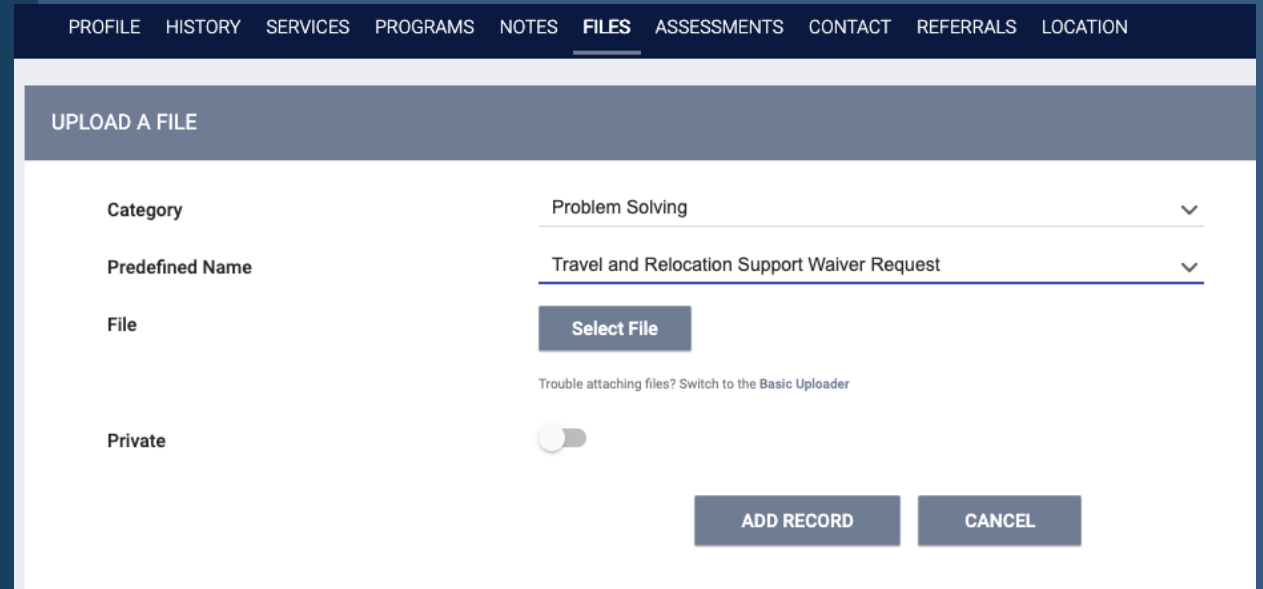 PROFILE HISTORY SERVICES PROGRAMS NOTES FILES ASSESSMENTS CONTACT REFERRALS LOCATION
UPLOAD A FILE
Category Problem Solving
Predefined Name Travel and Relocation Support Waiver Request
File Select File
Trouble attaching files? Switch to the Basic Uploader
Private
ADD RECORD CANCEL